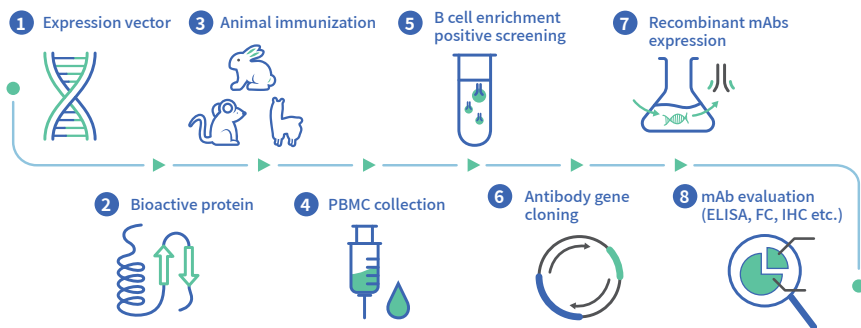 1 Expression vector
3 Animal immunization
5 B cell enrichment
positive screening
7 Recombinant mAbs
expression
2 Bioactive protein
4 PBMC collection
6 Antibody gene
cloning
8 mAb evaluation
(ELISA, FC, IHC etc.)